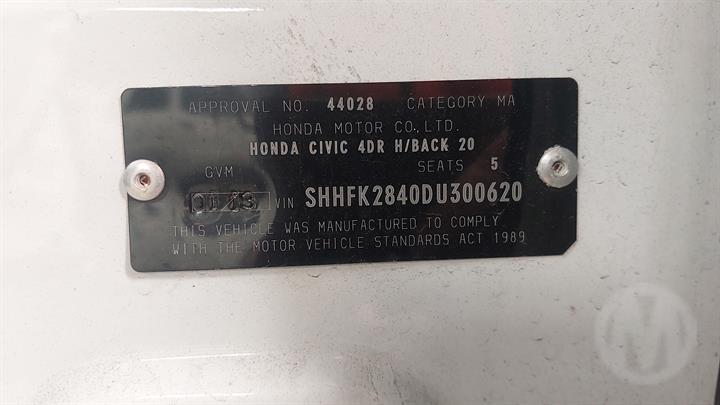 APPROVAL NO. 44028 CATEGORY MA
HONDA MOTOR CO., LTD.
HONDA CIVIC 4DR H/BACK 20
GVM SEATS 5
VIN SHHFK2840DU300620
THIS VEHICLE WAS MANUFACTURED TO COMPLY
WITH THE MOTOR VEHICLE STANDARDS ACT 1989
M